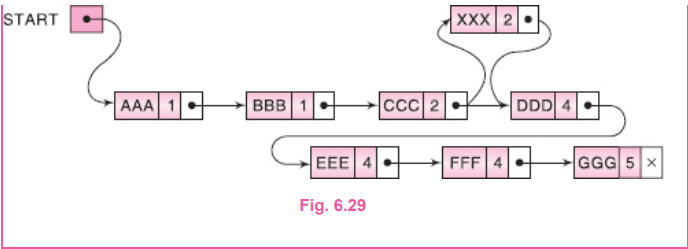 START
XXX 2
AAA 1
BBB 1
CCC 2
DDD 4
EEE 4
FFF 4
GGG 5 ×
Fig. 6.29